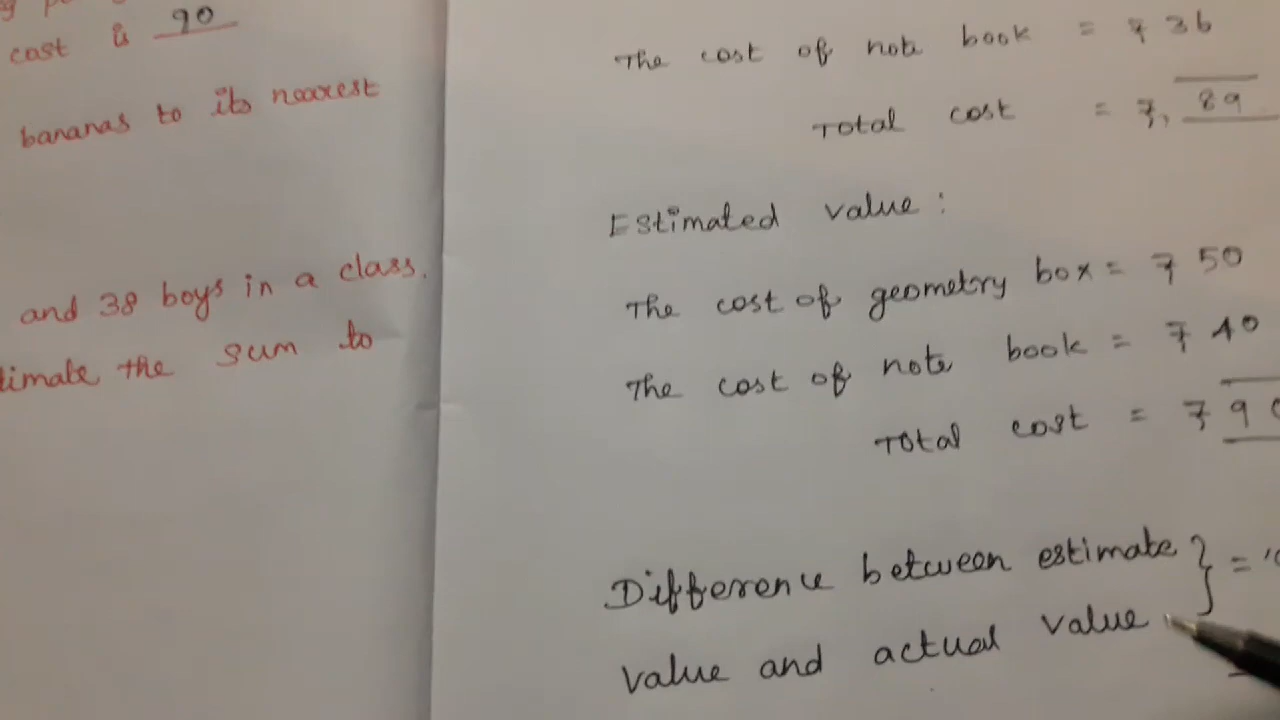 cost is 90
bananas to its nearest
and 38 boys in a class.
timate the sum to
The cost of note book = ₹ 36
Total cost = ₹. 89
Estimated value:
The cost of geometry box = ₹ 50
The cost of note book = ₹ 40
Total cost = ₹ 90
Difference between estimate } =
value and actual value